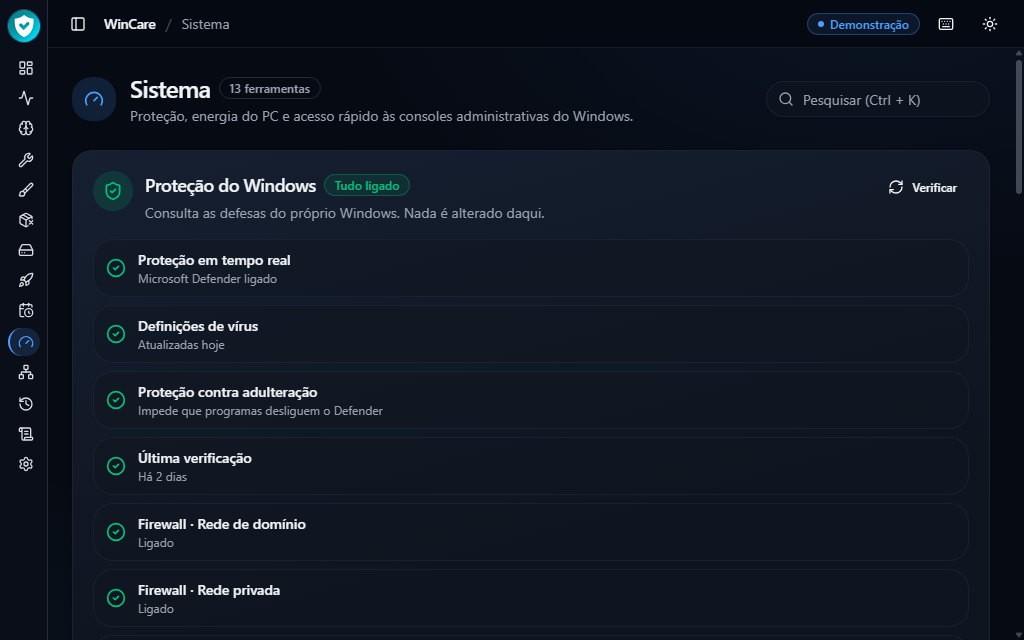 WinCare / Sistema
Demonstração
Sistema
13 ferramentas
Proteção, energia do PC e acesso rápido às consoles administrativas do Windows.
Pesquisar (Ctrl + K)
Proteção do Windows
Tudo ligado
Consulta as defesas do próprio Windows. Nada é alterado daqui.
Verificar
Proteção em tempo real
Microsoft Defender ligado
Definições de vírus
Atualizadas hoje
Proteção contra adulteração
Impede que programas desliguem o Defender
Última verificação
Há 2 dias
Firewall · Rede de domínio
Ligado
Firewall · Rede privada
Ligado